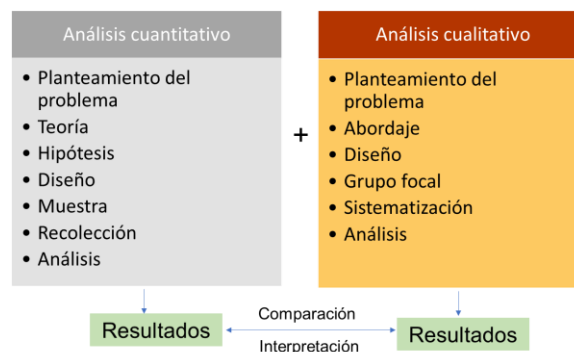 Análisis cuantitativo
• Planteamiento del
problema
• Teoría
• Hipótesis
• Diseño
• Muestra
• Recolección
• Análisis
+
Análisis cualitativo
• Planteamiento del
problema
• Abordaje
• Diseño
• Grupo focal
• Sistematización
• Análisis
Resultados
Comparación
Interpretación
Resultados